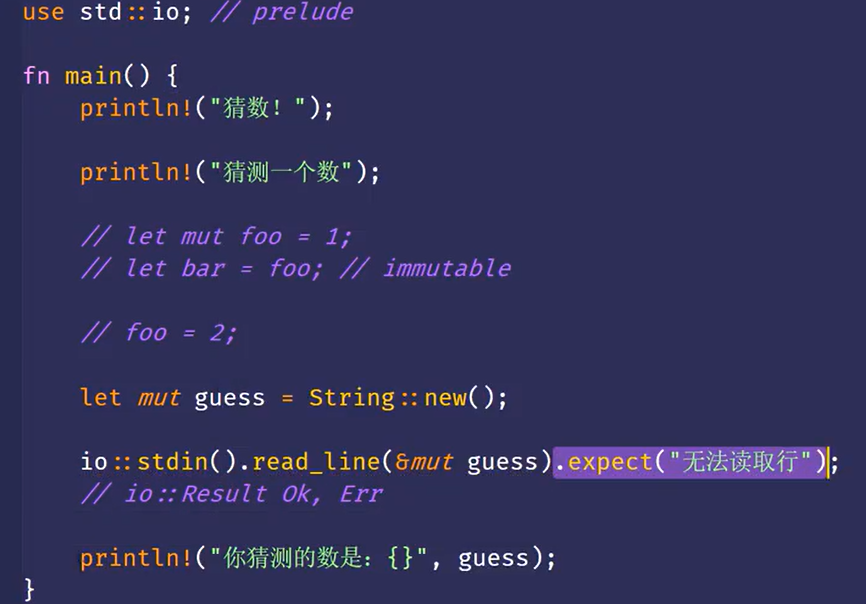 use std::io; // prelude
fn main() {
println!("猜数！");
println!("猜测一个数");
// let mut foo = 1;
// let bar = foo; // immutable
// foo = 2;
let mut guess = String::new();
io::stdin().read_line(&mut guess).expect("无法读取行");
// io::Result Ok, Err
println!("你猜测的数是：{}", guess);
}